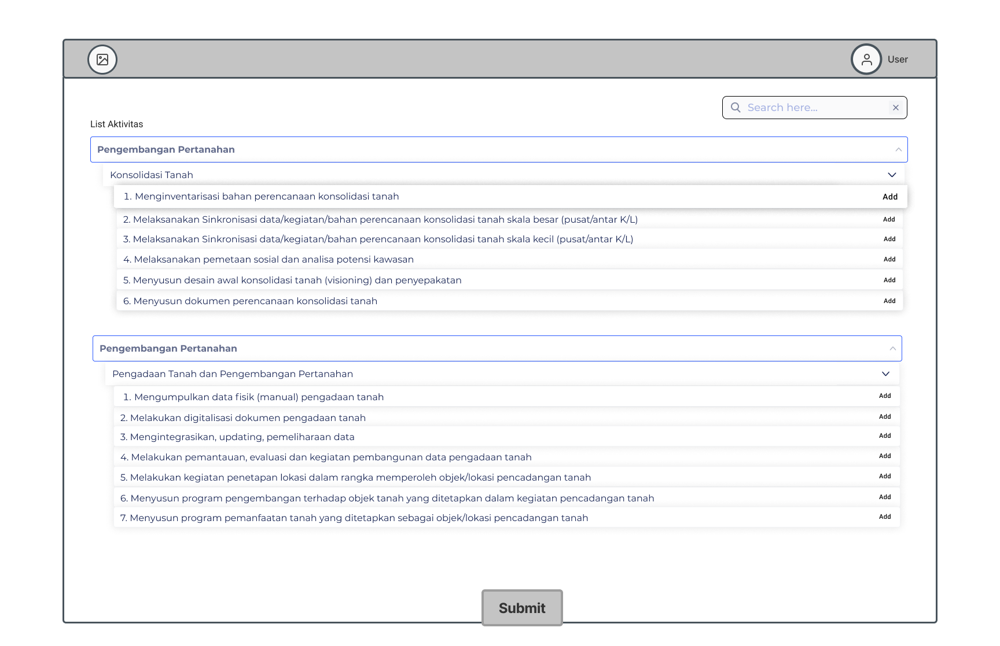 User
Search here...
List Aktivitas
Pengembangan Pertanahan
Konsolidasi Tanah
1. Menginventarisasi bahan perencanaan konsolidasi tanah Add
2. Melaksanakan Sinkronisasi data/kegiatan/bahan perencanaan konsolidasi tanah skala besar (pusat/antar K/L) Add
3. Melaksanakan Sinkronisasi data/kegiatan/bahan perencanaan konsolidasi tanah skala kecil (pusat/antar K/L) Add
4. Melaksanakan pemetaan sosial dan analisa potensi kawasan Add
5. Menyusun desain awal konsolidasi tanah (visioning) dan penyepakatan Add
6. Menyusun dokumen perencanaan konsolidasi tanah Add
Pengembangan Pertanahan
Pengadaan Tanah dan Pengembangan Pertanahan
1. Mengumpulkan data fisik (manual) pengadaan tanah Add
2. Melakukan digitalisasi dokumen pengadaan tanah Add
3. Mengintegrasikan, updating, pemeliharaan data Add
4. Melakukan pemantauan, evaluasi dan kegiatan pembangunan data pengadaan tanah Add
5. Melakukan kegiatan penetapan lokasi dalam rangka memperoleh objek/lokasi pencadangan tanah Add
6. Menyusun program pengembangan terhadap objek tanah yang ditetapkan dalam kegiatan pencadangan tanah Add
7. Menyusun program pemanfaatan tanah yang ditetapkan sebagai objek/lokasi pencadangan tanah Add
Submit